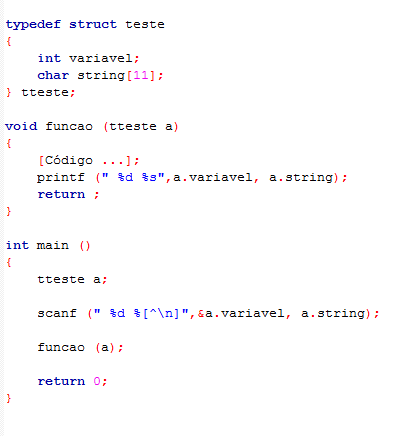 typedef struct teste
{
    int variavel;
    char string[11];
} tteste;
void funcao (tteste a)
{
    [Código ...];
    printf (" %d %s",a.variavel, a.string);
    return ;
}
int main ()
{
    tteste a;
    scanf (" %d %[^\n]",&a.variavel, a.string);
    funcao (a);
    return 0;
}